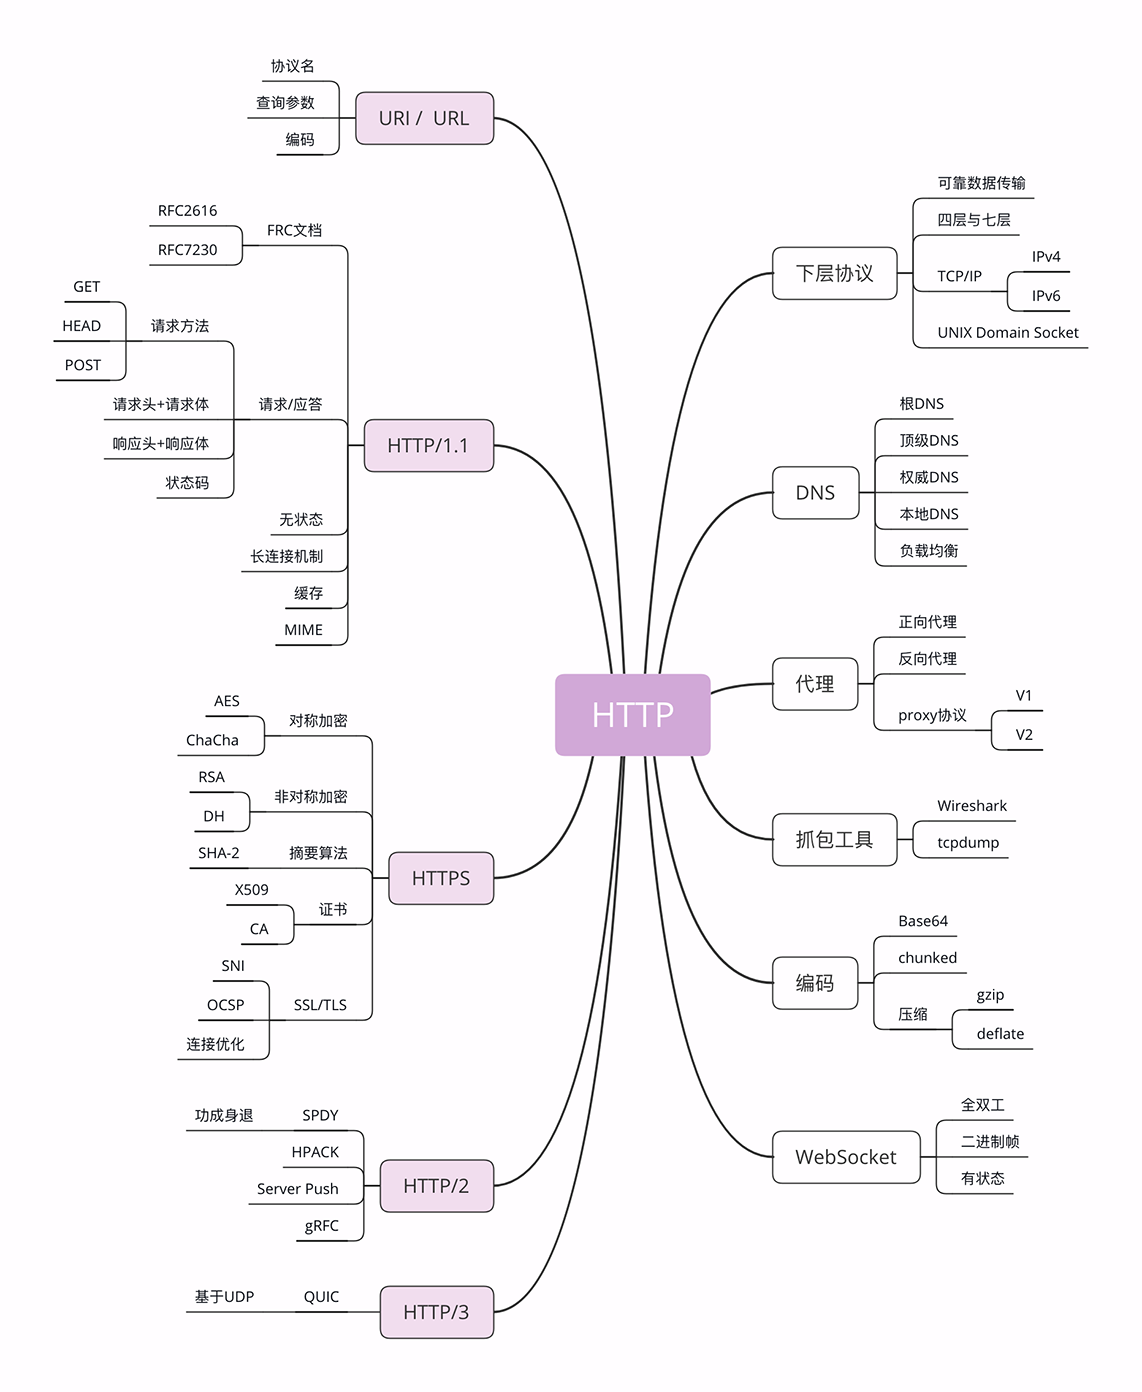 HTTP
URI /  URL
协议名
查询参数
编码
HTTP/1.1
FRC文档
RFC2616
RFC7230
请求/应答
请求方法
GET
HEAD
POST
请求头+请求体
响应头+响应体
状态码
无状态
长连接机制
缓存
MIME
HTTPS
对称加密
AES
ChaCha
非对称加密
RSA
DH
摘要算法
SHA-2
证书
X509
CA
SSL/TLS
SNI
OCSP
连接优化
HTTP/2
SPDY
功成身退
HPACK
Server Push
gRFC
HTTP/3
QUIC
基于UDP
下层协议
可靠数据传输
四层与七层
TCP/IP
IPv4
IPv6
UNIX Domain Socket
DNS
根DNS
顶级DNS
权威DNS
本地DNS
负载均衡
代理
正向代理
反向代理
proxy协议
V1
V2
抓包工具
Wireshark
tcpdump
编码
Base64
chunked
压缩
gzip
deflate
WebSocket
全双工
二进制帧
有状态